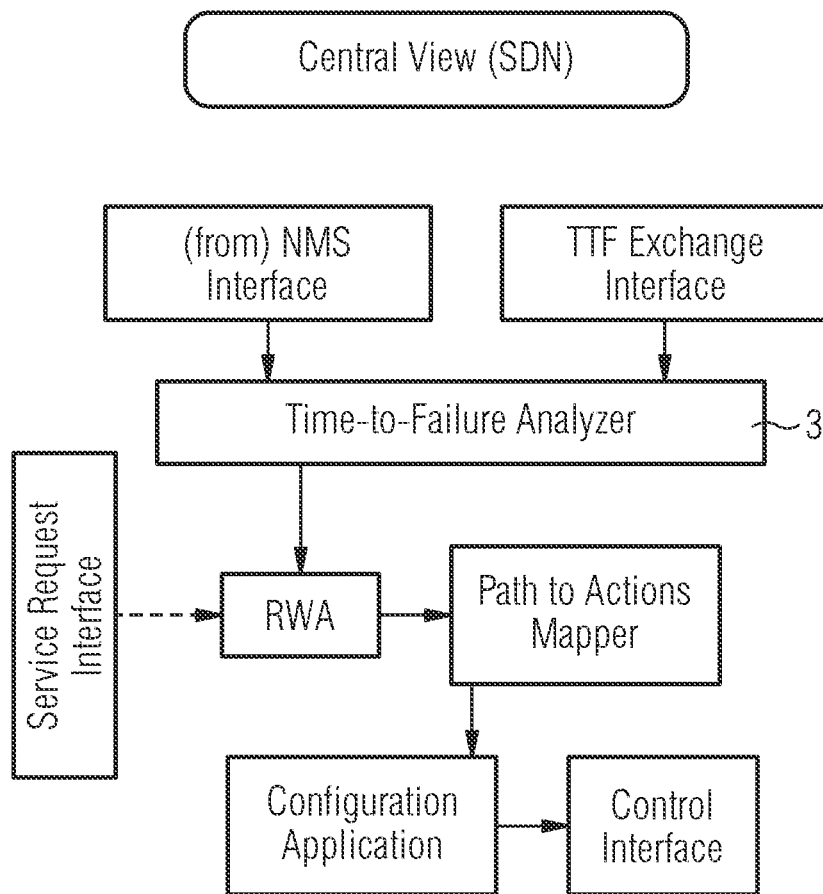 Central View (SDN)
(from) NMS
Interface
TTF Exchange
Interface
Time-to-Failure Analyzer
3
Service Request
Interface
RWA
Path to Actions
Mapper
Configuration
Application
Control
Interface